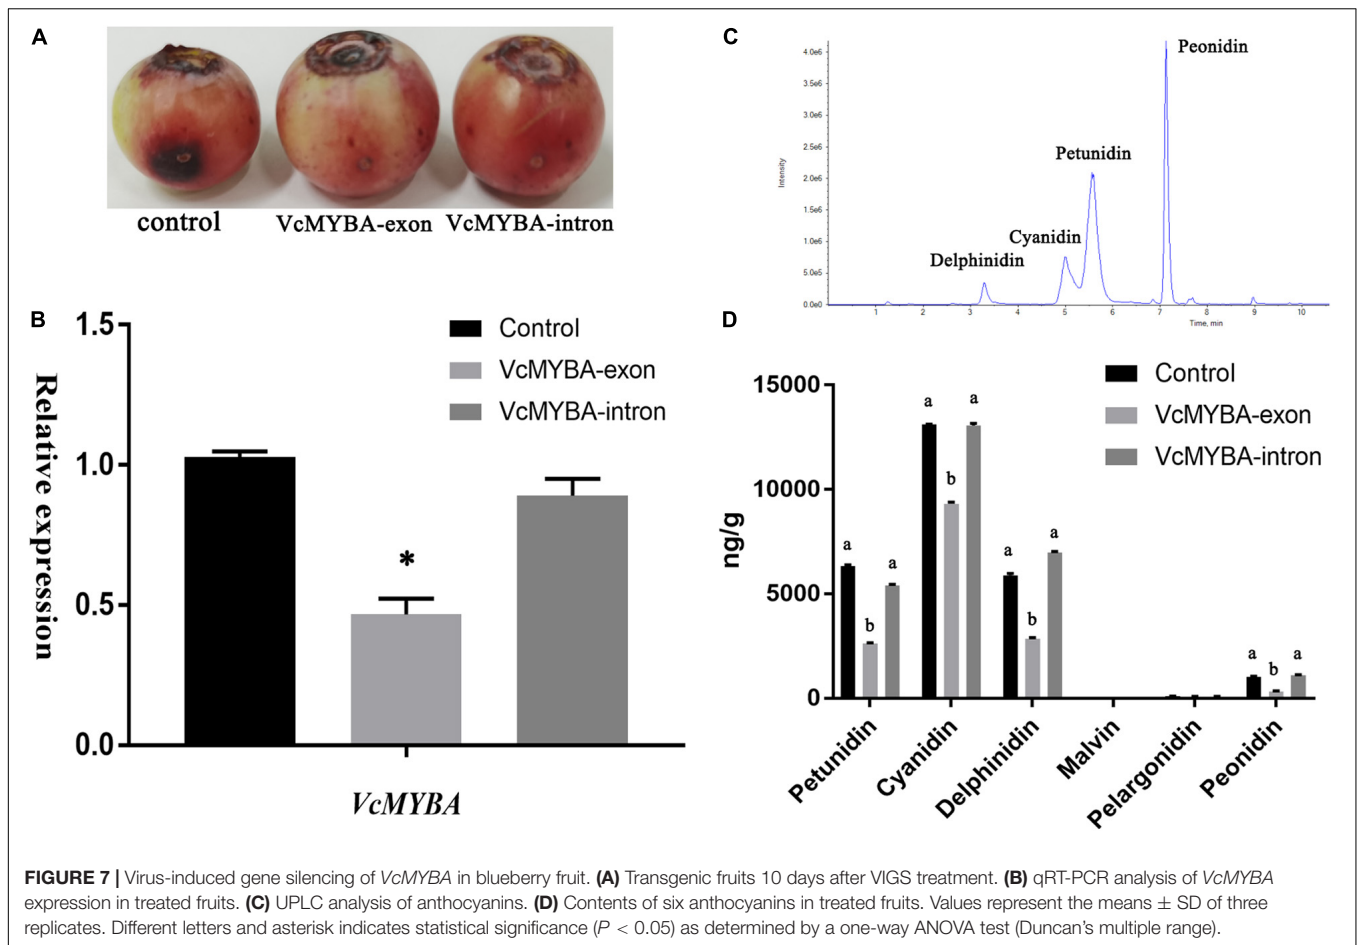 A
control
VcMYBA-exon
VcMYBA-intron
B
Relative expression
1.5
1.0
0.5
0.0
Control
VcMYBA-exon
VcMYBA-intron
*
VcMYBA
C
Intensity
4.0e6
3.5e6
3.0e6
2.5e6
2.0e6
1.5e6
1.0e6
5.0e5
0.0e0
Delphinidin
Cyanidin
Petunidin
Peonidin
1 2 3 4 5 6 7 8 9 10
Time, min
D
ng/g
15000
10000
5000
0
Control
VcMYBA-exon
VcMYBA-intron
a b a
a b a
a b a
a b a
Petunidin
Cyanidin
Delphinidin
Malvin
Pelargonidin
Peonidin
FIGURE 7 | Virus-induced gene silencing of VcMYBA in blueberry fruit. (A) Transgenic fruits 10 days after VIGS treatment. (B) qRT-PCR analysis of VcMYBA
expression in treated fruits. (C) UPLC analysis of anthocyanins. (D) Contents of six anthocyanins in treated fruits. Values represent the means ± SD of three
replicates. Different letters and asterisk indicates statistical significance (P < 0.05) as determined by a one-way ANOVA test (Duncan's multiple range).